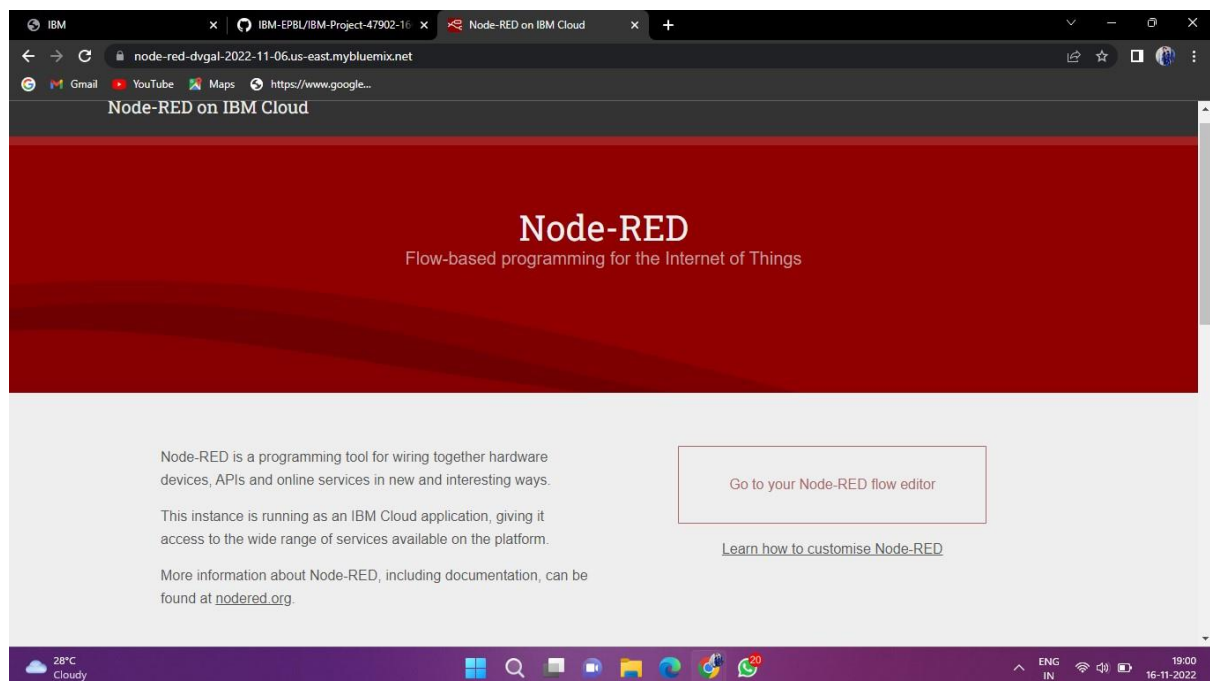 IBM
IBM-EPBL/IBM-Project-47902-16
Node-RED on IBM Cloud
node-red-dvgal-2022-11-06.us-east.mybluemix.net
Gmail YouTube Maps https://www.google...
Node-RED on IBM Cloud
Node-RED
Flow-based programming for the Internet of Things
Node-RED is a programming tool for wiring together hardware
devices, APIs and online services in new and interesting ways.
This instance is running as an IBM Cloud application, giving it
access to the wide range of services available on the platform.
More information about Node-RED, including documentation, can be
found at nodered.org.
Go to your Node-RED flow editor
Learn how to customise Node-RED
28°C
Cloudy
20
ENG
IN
19:00
16-11-2022